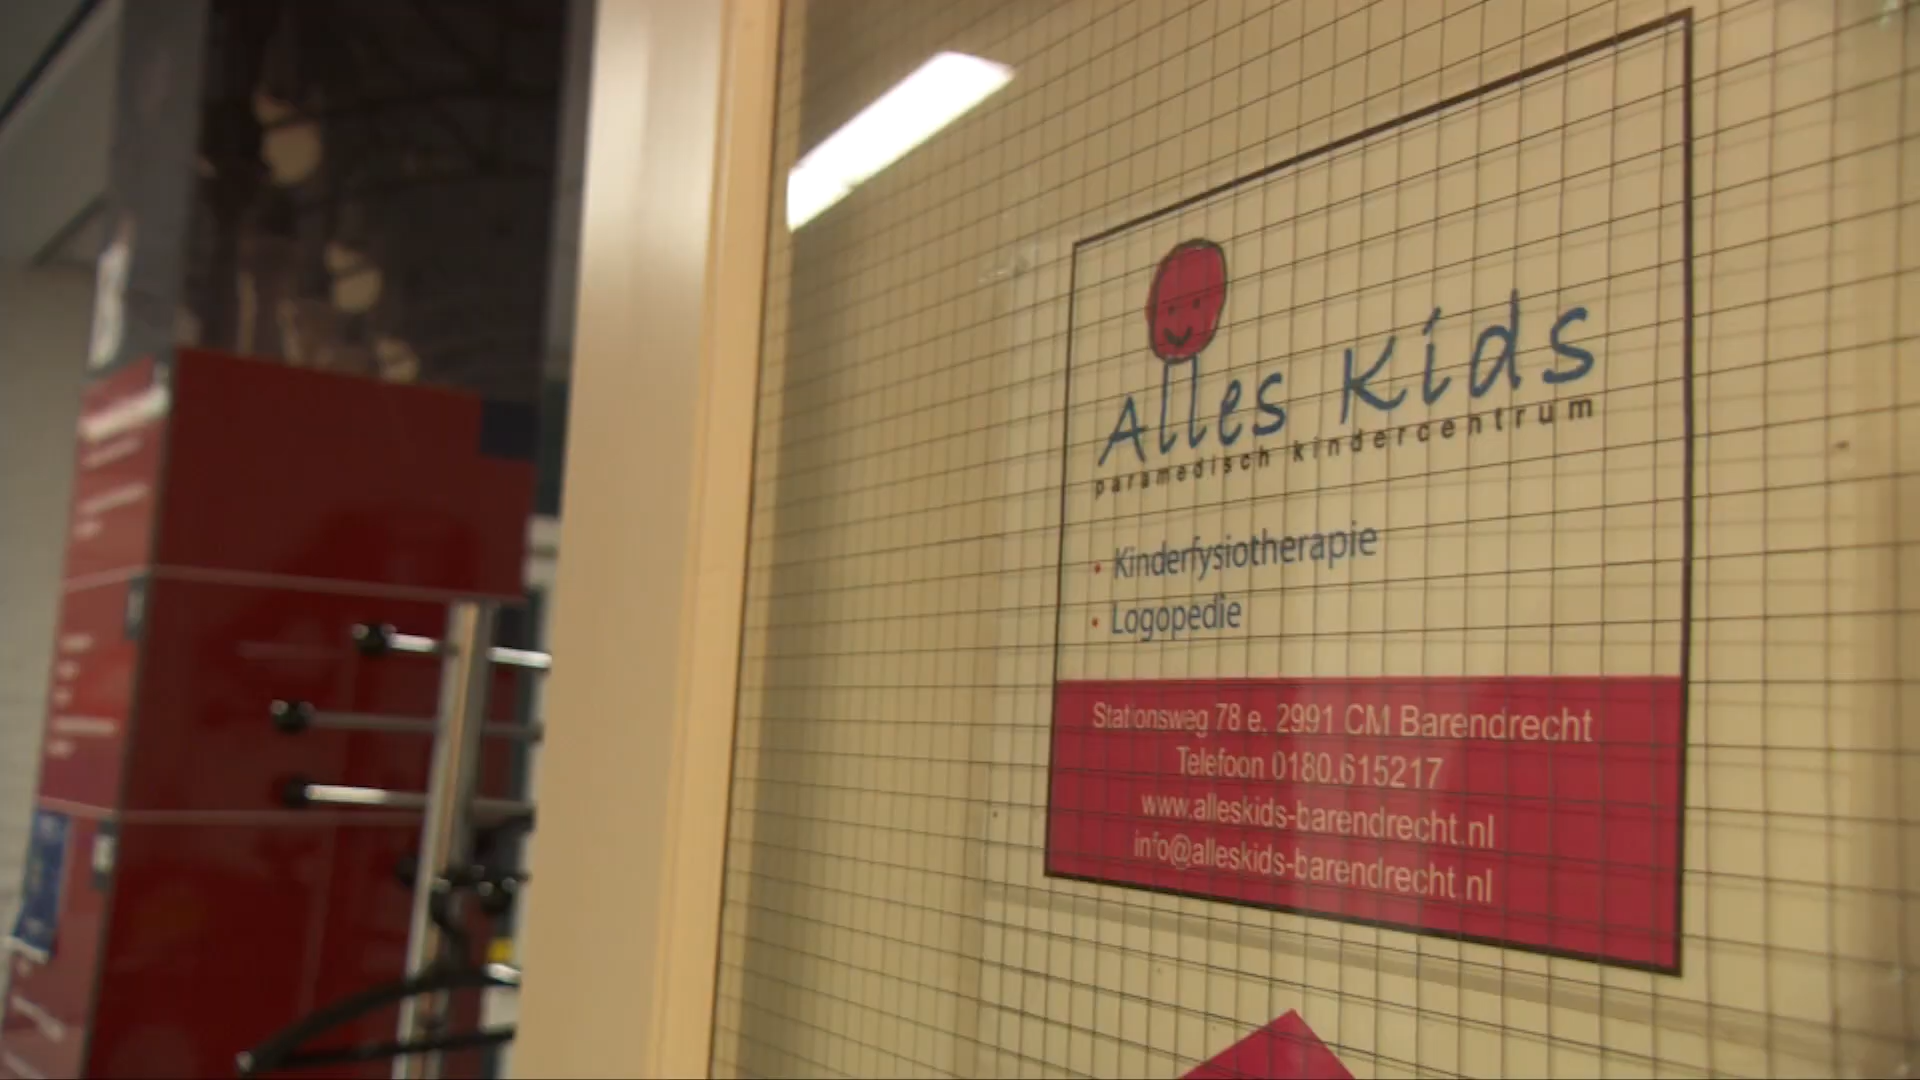 Alles Kids
paramedisch kindercentrum
• Kinderfysiotherapie
• Logopedie
Stationsweg 78 e, 2991 CM Barendrecht
Telefoon 0180.615217
www.alleskids-barendrecht.nl
info@alleskids-barendrecht.nl